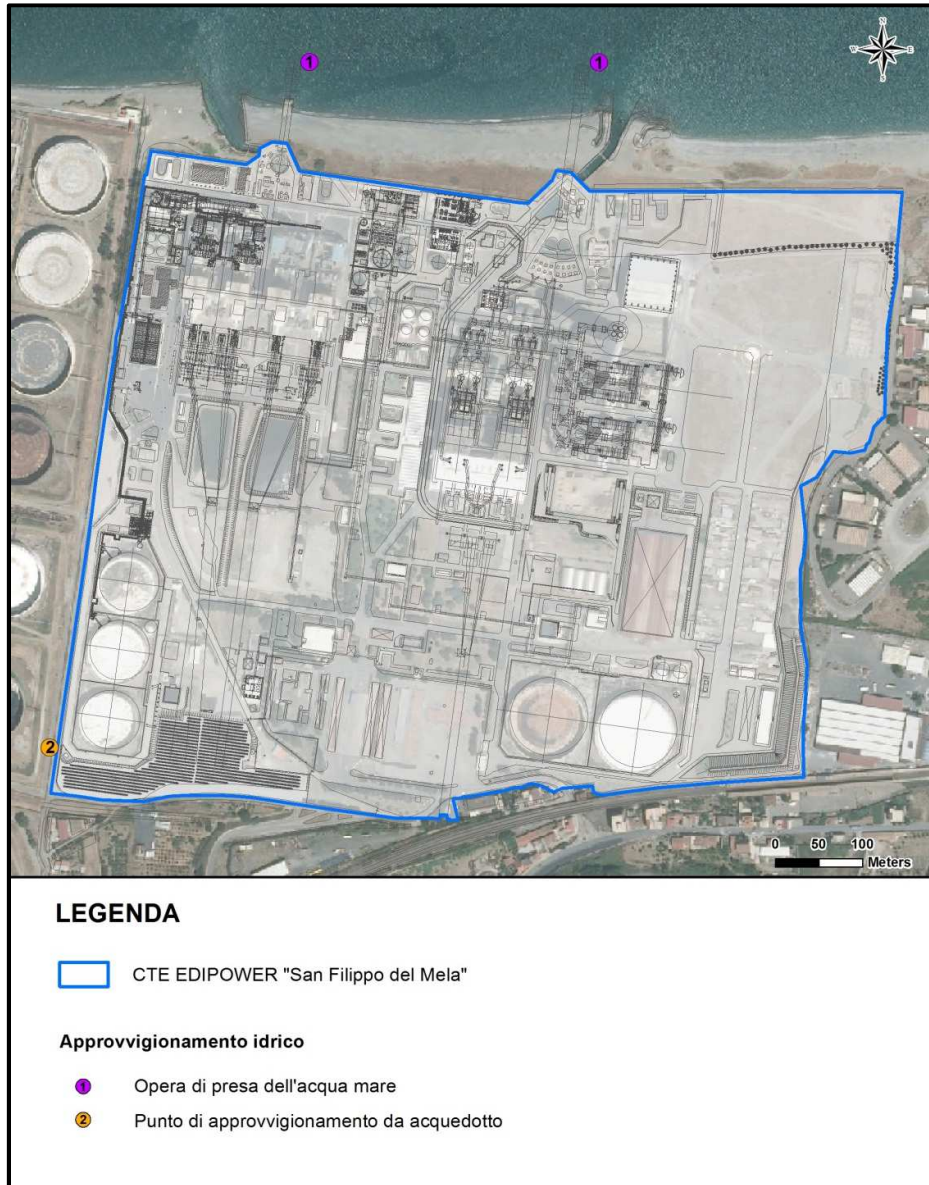 N
W E
S
1 1
2
0 50 100
Meters
LEGENDA
CTE EDIPOWER "San Filippo del Mela"
Approvvigionamento idrico
1 Opera di presa dell'acqua mare
2 Punto di approvvigionamento da acquedotto